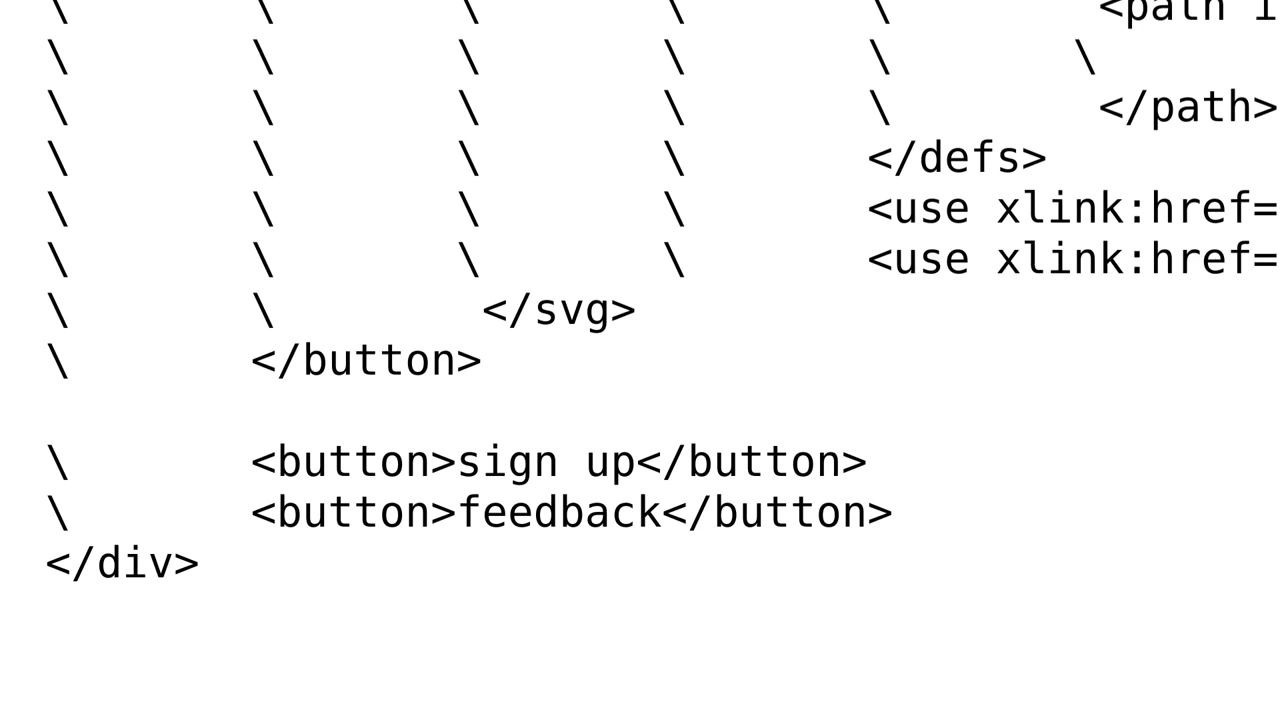 \       \       \       \       \        <path i
\       \       \       \       \       \
\       \       \       \       \        </path>
\       \       \       \       </defs>
\       \       \       \       <use xlink:href=
\       \       \       \       <use xlink:href=
\       \        </svg>
\       </button>

\       <button>sign up</button>
\       <button>feedback</button>
</div>